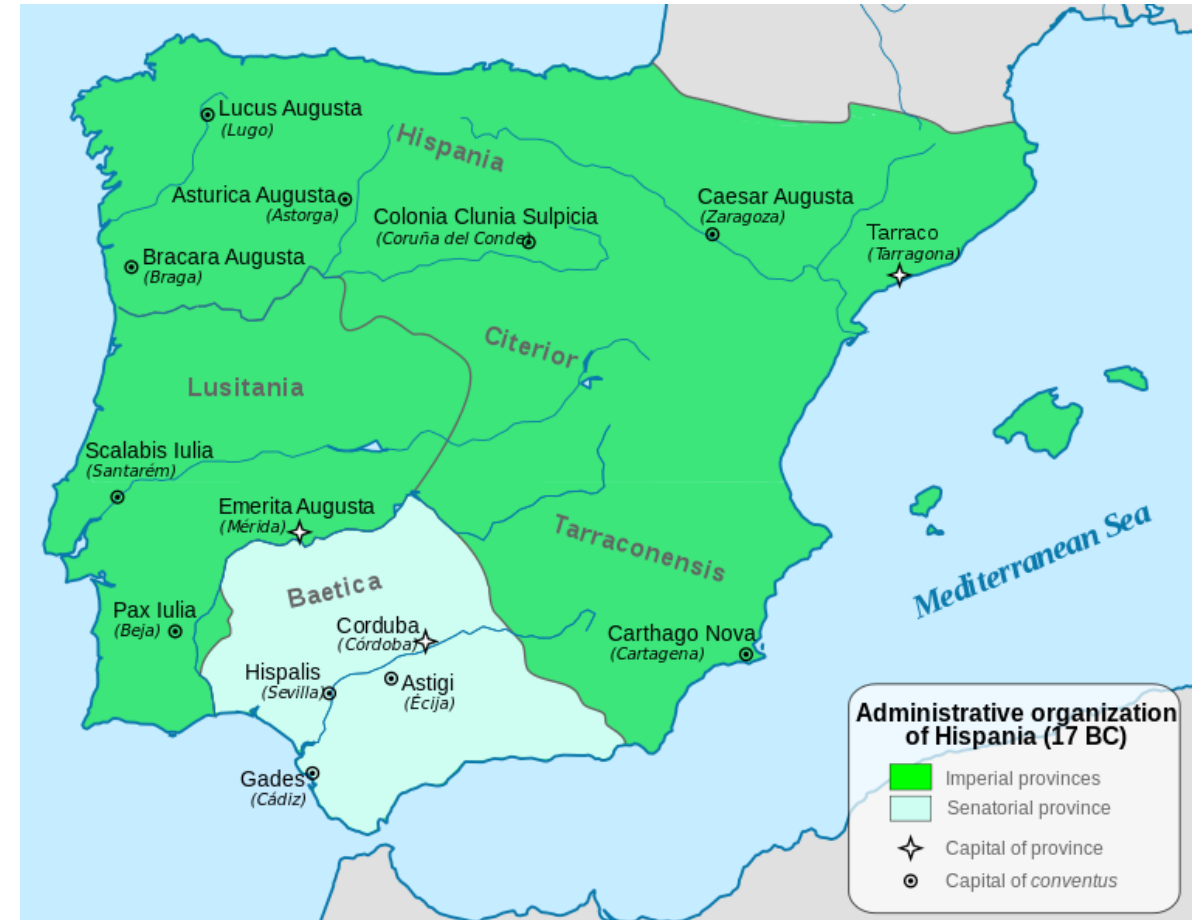 Lucus Augusta
(Lugo)
Hispania
Asturica Augusta
(Astorga)
Colonia Clunia Sulpicia
(Coruña del Conde)
Caesar Augusta
(Zaragoza)
Tarraco
(Tarragona)
Bracara Augusta
(Braga)
Citerior
Lusitania
Scalabis Iulia
(Santarém)
Emerita Augusta
(Mérida)
Tarraconensis
Mediterranean Sea
Baetica
Pax Iulia
(Beja)
Corduba
(Córdoba)
Carthago Nova
(Cartagena)
Hispalis
(Sevilla)
Astigi
(Écija)
Gades
(Cádiz)
Administrative organization
of Hispania (17 BC)
Imperial provinces
Senatorial province
Capital of province
Capital of conventus